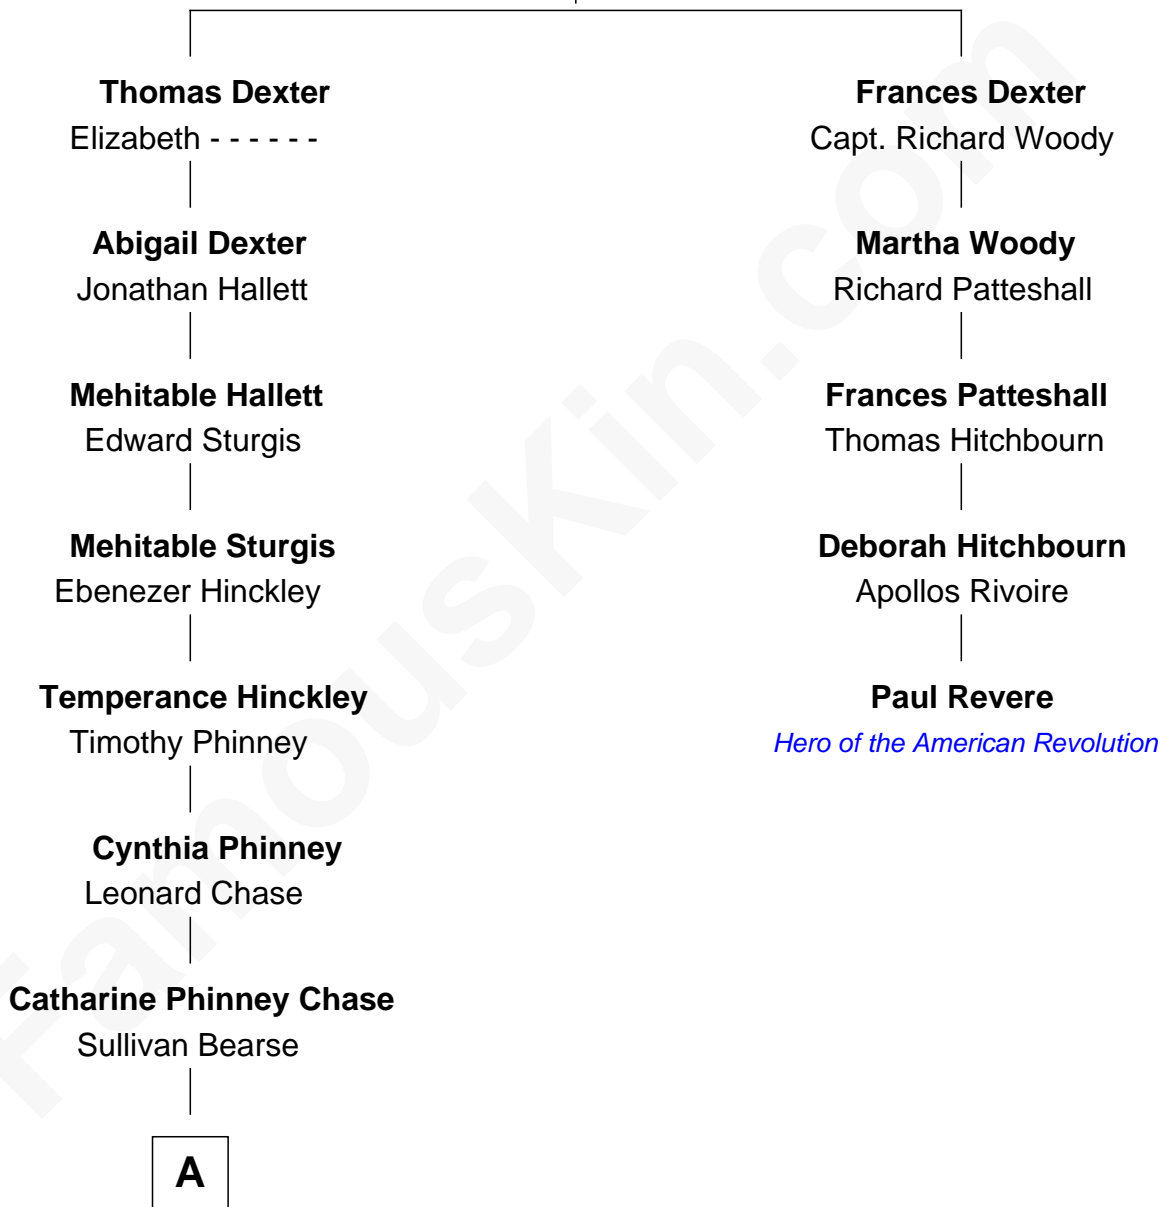 Thomas Dexter
Elizabeth - - - - - -
Abigail Dexter
Jonathan Hallett
Mehitable Hallett
Edward Sturgis
Mehitable Sturgis
Ebenezer Hinckley
Temperance Hinckley
Timothy Phinney
Cynthia Phinney
Leonard Chase
Catharine Phinney Chase
Sullivan Bearse
A
Frances Dexter
Capt. Richard Woody
Martha Woody
Richard Patteshall
Frances Patteshall
Thomas Hitchbourn
Deborah Hitchbourn
Apollos Rivoire
Paul Revere
Hero of the American Revolution
FamousKin.com